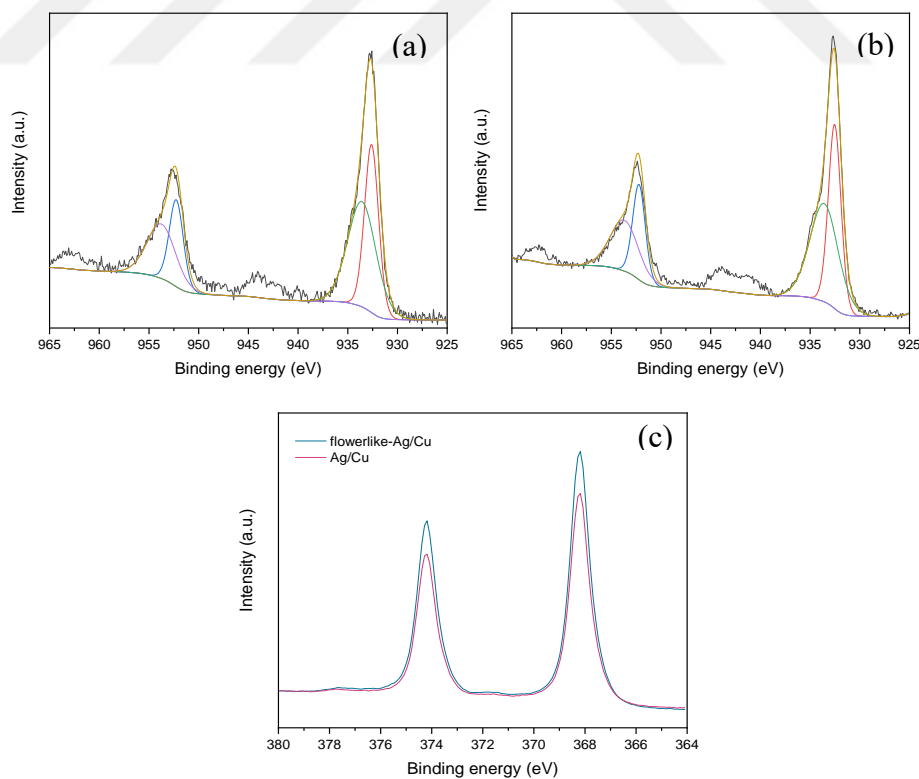 (a)
Intensity (a.u.)
965 960 955 950 945 940 935 930 925
Binding energy (eV)
(b)
Intensity (a.u.)
965 960 955 950 945 940 935 930 925
Binding energy (eV)
(c)
flowerlike-Ag/Cu
Ag/Cu
Intensity (a.u.)
380 378 376 374 372 370 368 366 364
Binding energy (eV)